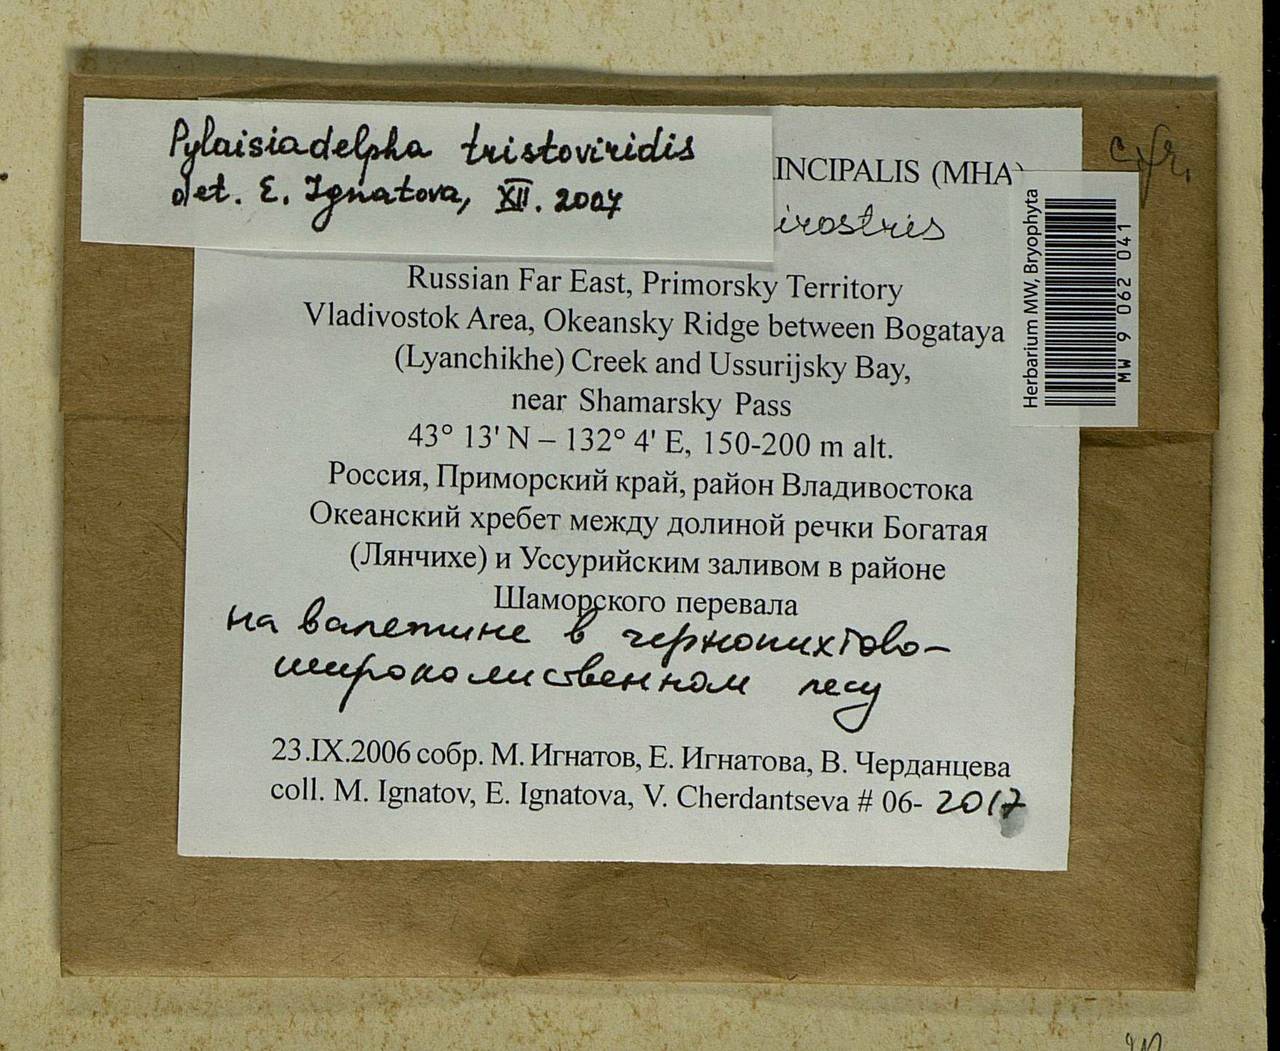 Pylaisiadelpha tristoviridis
det. E. Ignatova, XII. 2007
INCIPALIS (MHA)
irostris
c. fr.
Herbarium MW, Bryophyta
MW 9 062 041
Russian Far East, Primorsky Territory
Vladivostok Area, Okeansky Ridge between Bogataya
(Lyanchikhe) Creek and Ussurijsky Bay,
near Shamarsky Pass
43° 13' N – 132° 4' E, 150-200 m alt.
Россия, Приморский край, район Владивостока
Океанский хребет между долиной речки Богатая
(Лянчихе) и Уссурийским заливом в районе
Шаморского перевала
на валежине в чернопихтово-
широколиственном лесу
23.IX.2006 собр. М. Игнатов, Е. Игнатова, В. Черданцева
coll. M. Ignatov, E. Ignatova, V. Cherdantseva # 06- 2017